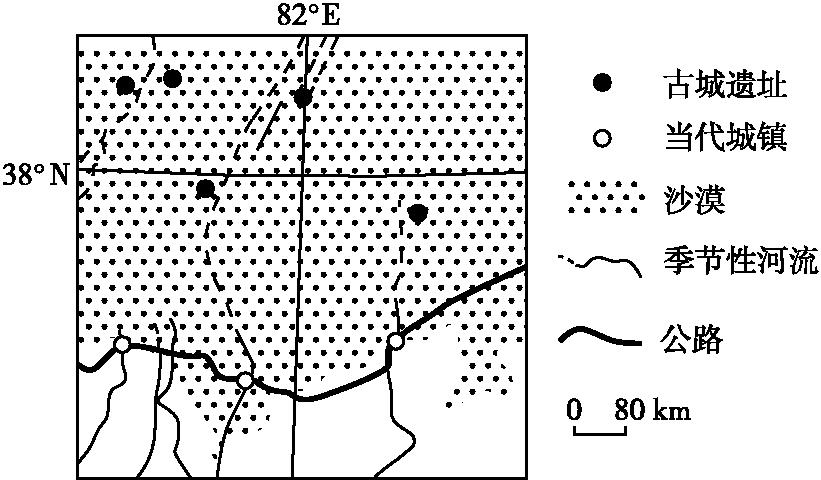 82°E
38°N
古城遗址
当代城镇
沙漠
季节性河流
公路
0 80 km